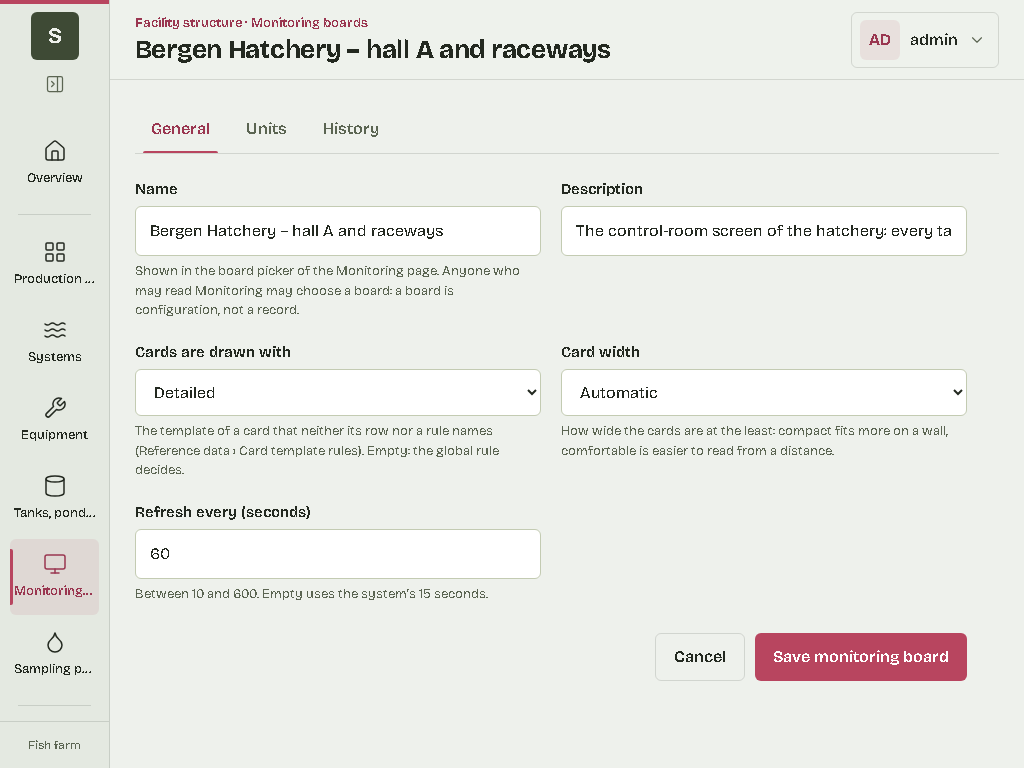 S
Overview
Production ...
Systems
Equipment
Tanks, pond...
Monitoring...
Sampling p...
Fish farm
Facility structure · Monitoring boards
Bergen Hatchery – hall A and raceways
AD admin
General Units History
Name
Bergen Hatchery – hall A and raceways
Shown in the board picker of the Monitoring page. Anyone who
may read Monitoring may choose a board: a board is
configuration, not a record.
Description
The control-room screen of the hatchery: every ta
Cards are drawn with
Detailed
The template of a card that neither its row nor a rule names
(Reference data › Card template rules). Empty: the global rule
decides.
Card width
Automatic
How wide the cards are at the least: compact fits more on a wall,
comfortable is easier to read from a distance.
Refresh every (seconds)
60
Between 10 and 600. Empty uses the system's 15 seconds.
Cancel
Save monitoring board